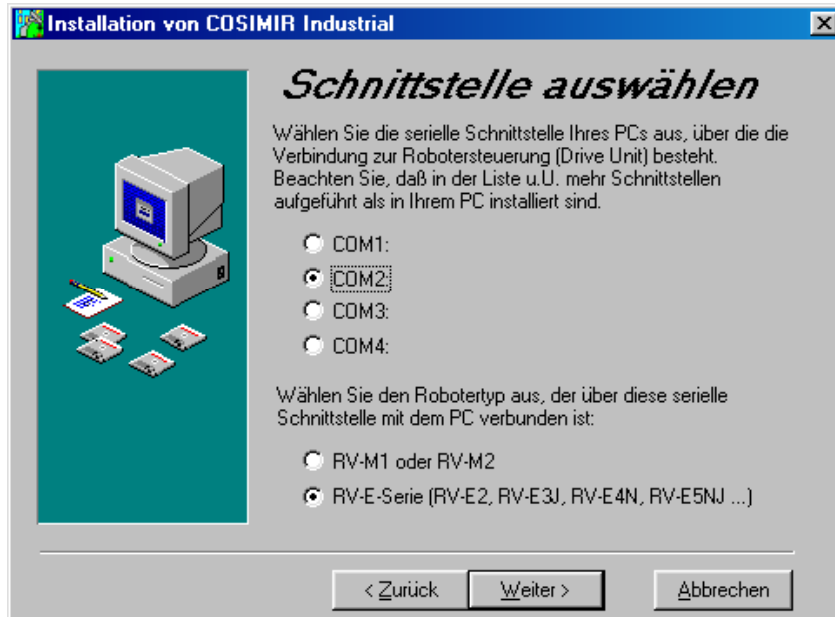 Installation von COSIMIR Industrial
Schnittstelle auswählen
Wählen Sie die serielle Schnittstelle Ihres PCs aus, über die die
Verbindung zur Robotersteuerung (Drive Unit) besteht.
Beachten Sie, daß in der Liste u.U. mehr Schnittstellen
aufgeführt als in Ihrem PC installiert sind.
COM1:
COM2:
COM3:
COM4:
Wählen Sie den Robotertyp aus, der über diese serielle
Schnittstelle mit dem PC verbunden ist:
RV-M1 oder RV-M2
RV-E-Serie (RV-E2, RV-E3J, RV-E4N, RV-E5NJ ...)
< Zurück Weiter > Abbrechen